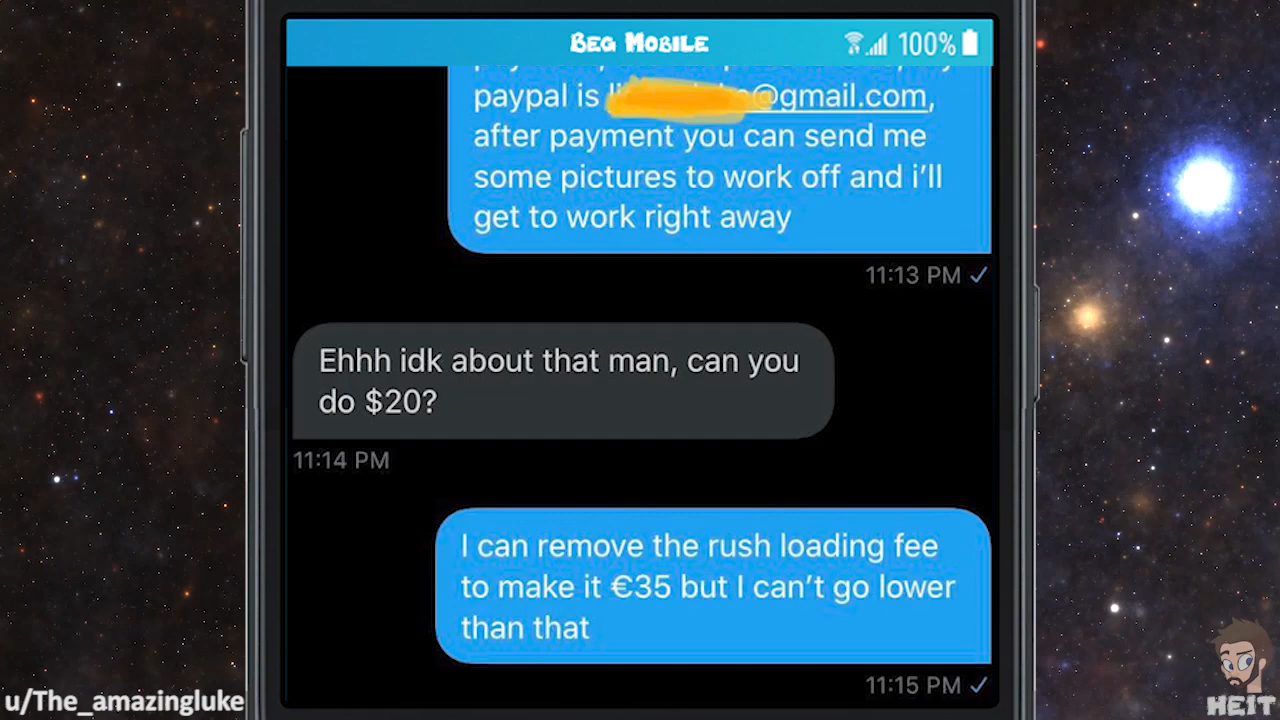 BEG MOBILE
100%
paypal is @gmail.com,
after payment you can send me
some pictures to work off and i'll
get to work right away
11:13 PM
Ehhh idk about that man, can you
do $20?
11:14 PM
I can remove the rush loading fee
to make it €35 but I can't go lower
than that
11:15 PM
u/The_amazingluke
HEIT